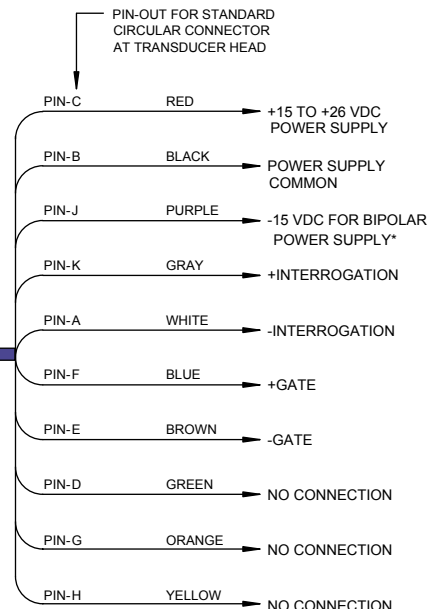 PIN-OUT FOR STANDARD
CIRCULAR CONNECTOR
AT TRANSDUCER HEAD
PIN-C RED +15 TO +26 VDC
POWER SUPPLY
PIN-B BLACK POWER SUPPLY
COMMON
PIN-J PURPLE -15 VDC FOR BIPOLAR
POWER SUPPLY*
PIN-K GRAY +INTERROGATION
PIN-A WHITE -INTERROGATION
PIN-F BLUE +GATE
PIN-E BROWN -GATE
PIN-D GREEN NO CONNECTION
PIN-G ORANGE NO CONNECTION
PIN-H YELLOW NO CONNECTION